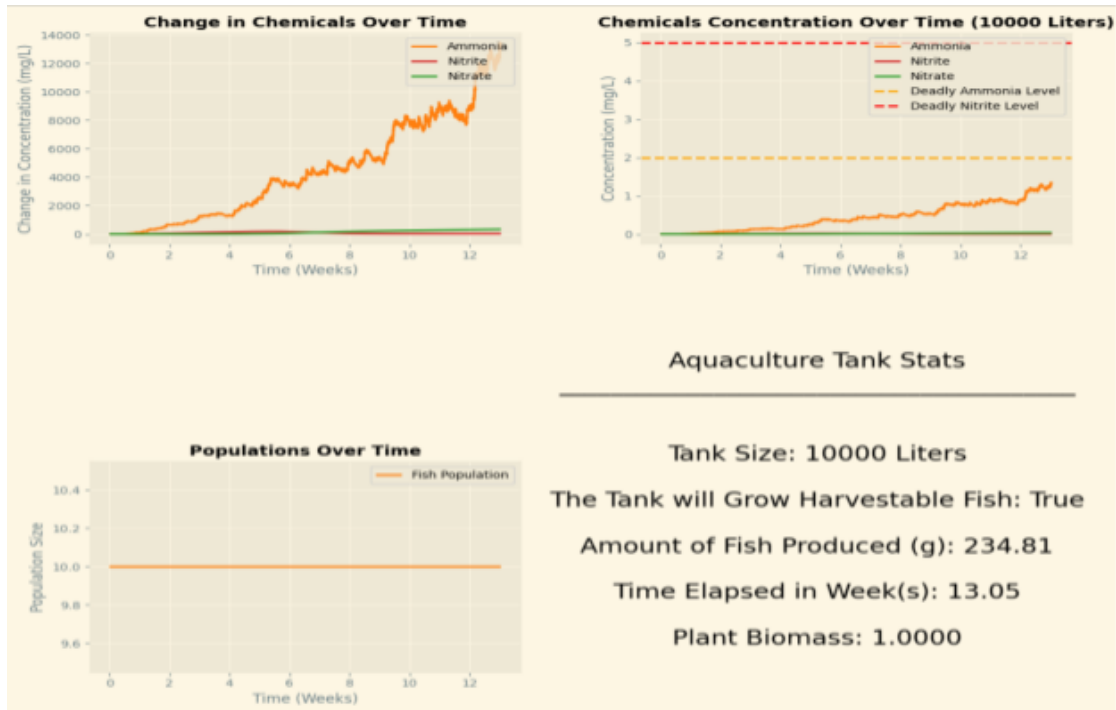 Change in Chemicals Over Time
Change in Concentration (mg/L)
14000
12000
10000
8000
6000
4000
2000
0
Ammonia
Nitrite
Nitrate
0 2 4 6 8 10 12
Time (Weeks)
Chemicals Concentration Over Time (10000 Liters)
Concentration (mg/L)
5
4
3
2
1
0
Ammonia
Nitrite
Nitrate
Deadly Ammonia Level
Deadly Nitrite Level
0 2 4 6 8 10 12
Time (Weeks)
Populations Over Time
Population Size
10.4
10.2
10.0
9.8
9.6
Fish Population
0 2 4 6 8 10 12
Time (Weeks)
Aquaculture Tank Stats
Tank Size: 10000 Liters
The Tank will Grow Harvestable Fish: True
Amount of Fish Produced (g): 234.81
Time Elapsed in Week(s): 13.05
Plant Biomass: 1.0000